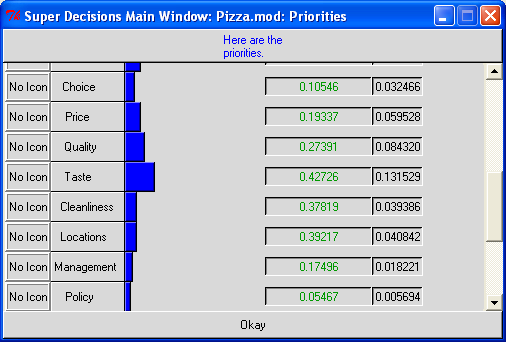 Super Decisions Main Window: Pizza.mod: Priorities
Here are the
priorities.
No Icon Choice 0.10546 0.032466
No Icon Price 0.19337 0.059528
No Icon Quality 0.27391 0.084320
No Icon Taste 0.42726 0.131529
No Icon Cleanliness 0.37819 0.039386
No Icon Locations 0.39217 0.040842
No Icon Management 0.17496 0.018221
No Icon Policy 0.05467 0.005694
Okay